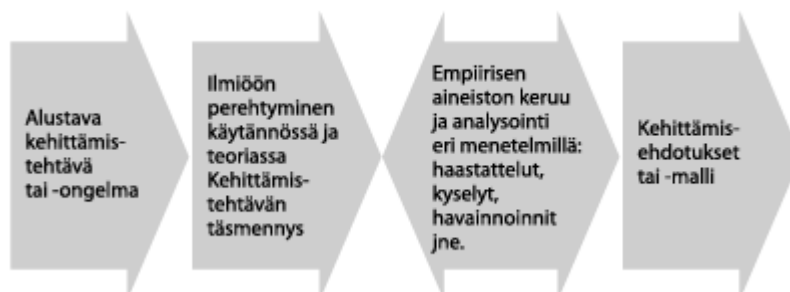 Alustava
kehittämis-
tehtävä
tai -ongelma
Ilmiöön
perehtyminen
käytännössä ja
teoriassa
Kehittämis-
tehtävän
täsmennys
Empiirisen
aineiston keruu
ja analysointi
eri menetelmillä:
haastattelut,
kyselyt,
havainnoinnit
jne.
Kehittämis-
ehdotukset
tai -malli